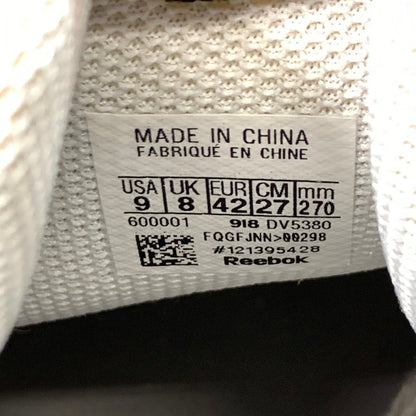 MADE IN CHINA
FABRIQUÉ EN CHINE
USA UK EUR CM mm
9 8 42 27 270
600001 918 DV5380
FQGFJNN>00298
#121395428
Reebok